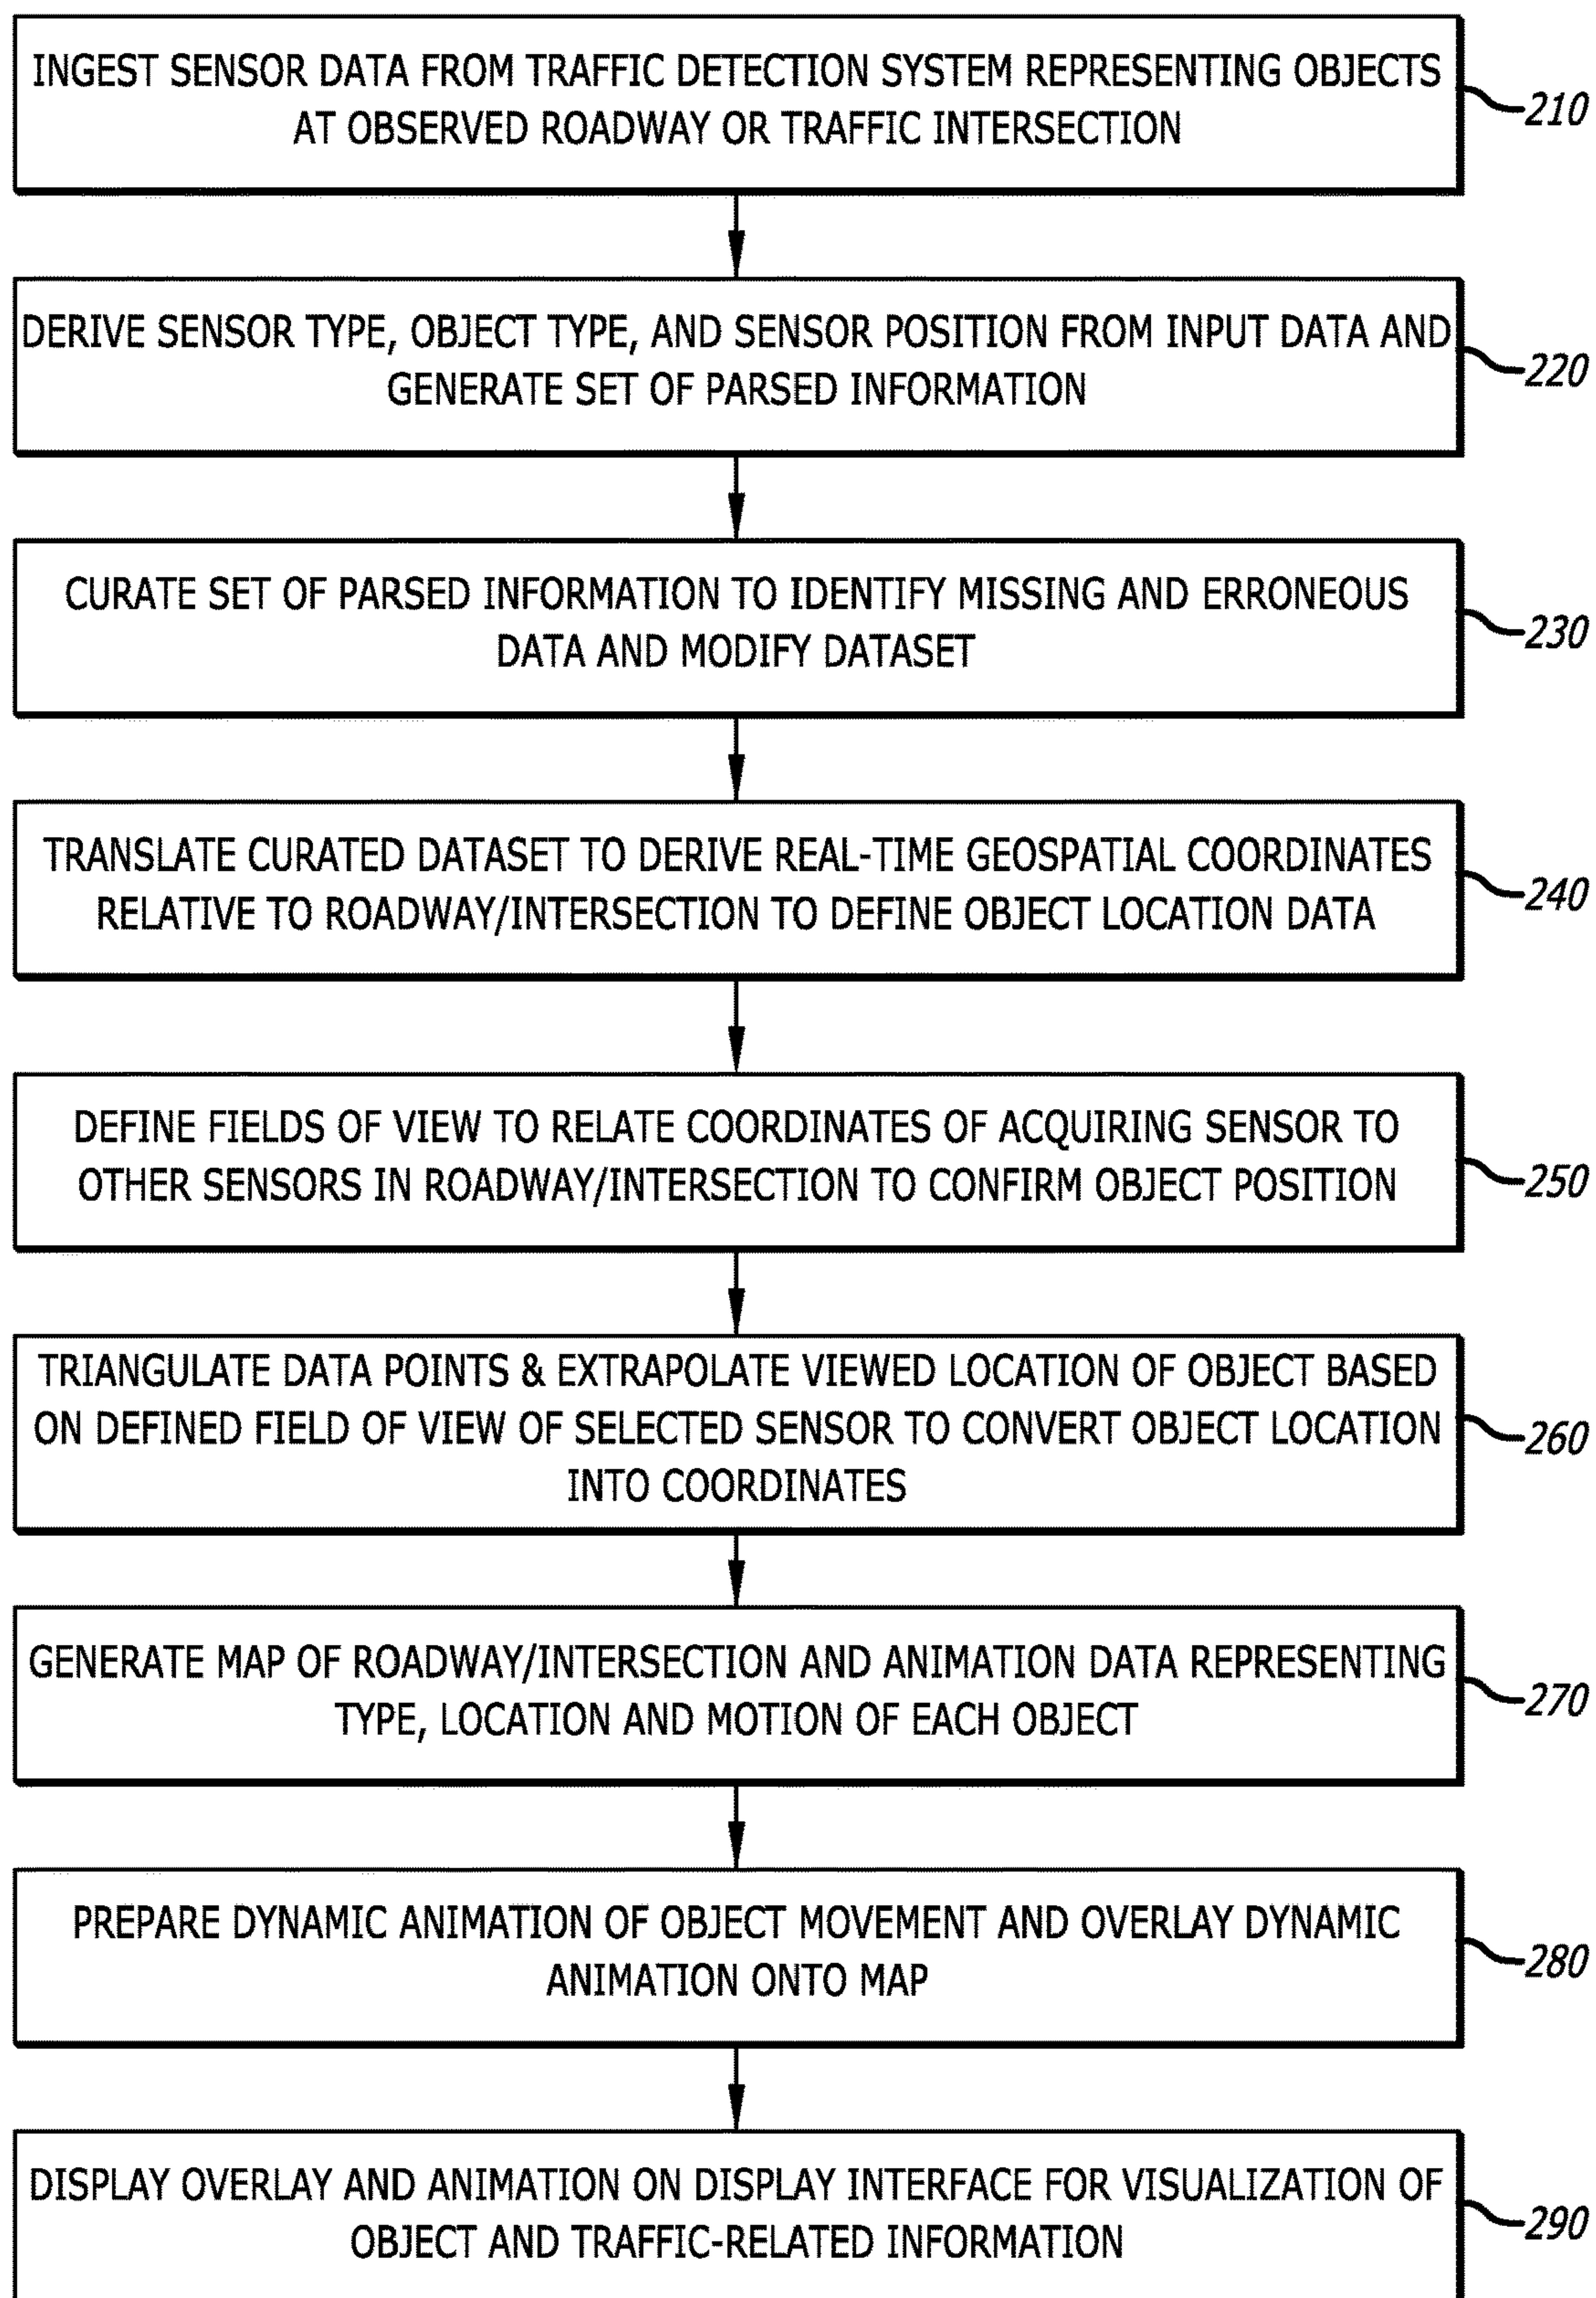 INGEST SENSOR DATA FROM TRAFFIC DETECTION SYSTEM REPRESENTING OBJECTS
AT OBSERVED ROADWAY OR TRAFFIC INTERSECTION
210
DERIVE SENSOR TYPE, OBJECT TYPE, AND SENSOR POSITION FROM INPUT DATA AND
GENERATE SET OF PARSED INFORMATION
220
CURATE SET OF PARSED INFORMATION TO IDENTIFY MISSING AND ERRONEOUS
DATA AND MODIFY DATASET
230
TRANSLATE CURATED DATASET TO DERIVE REAL-TIME GEOSPATIAL COORDINATES
RELATIVE TO ROADWAY/INTERSECTION TO DEFINE OBJECT LOCATION DATA
240
DEFINE FIELDS OF VIEW TO RELATE COORDINATES OF ACQUIRING SENSOR TO
OTHER SENSORS IN ROADWAY/INTERSECTION TO CONFIRM OBJECT POSITION
250
TRIANGULATE DATA POINTS & EXTRAPOLATE VIEWED LOCATION OF OBJECT BASED
ON DEFINED FIELD OF VIEW OF SELECTED SENSOR TO CONVERT OBJECT LOCATION
INTO COORDINATES
260
GENERATE MAP OF ROADWAY/INTERSECTION AND ANIMATION DATA REPRESENTING
TYPE, LOCATION AND MOTION OF EACH OBJECT
270
PREPARE DYNAMIC ANIMATION OF OBJECT MOVEMENT AND OVERLAY DYNAMIC
ANIMATION ONTO MAP
280
DISPLAY OVERLAY AND ANIMATION ON DISPLAY INTERFACE FOR VISUALIZATION OF
OBJECT AND TRAFFIC-RELATED INFORMATION
290